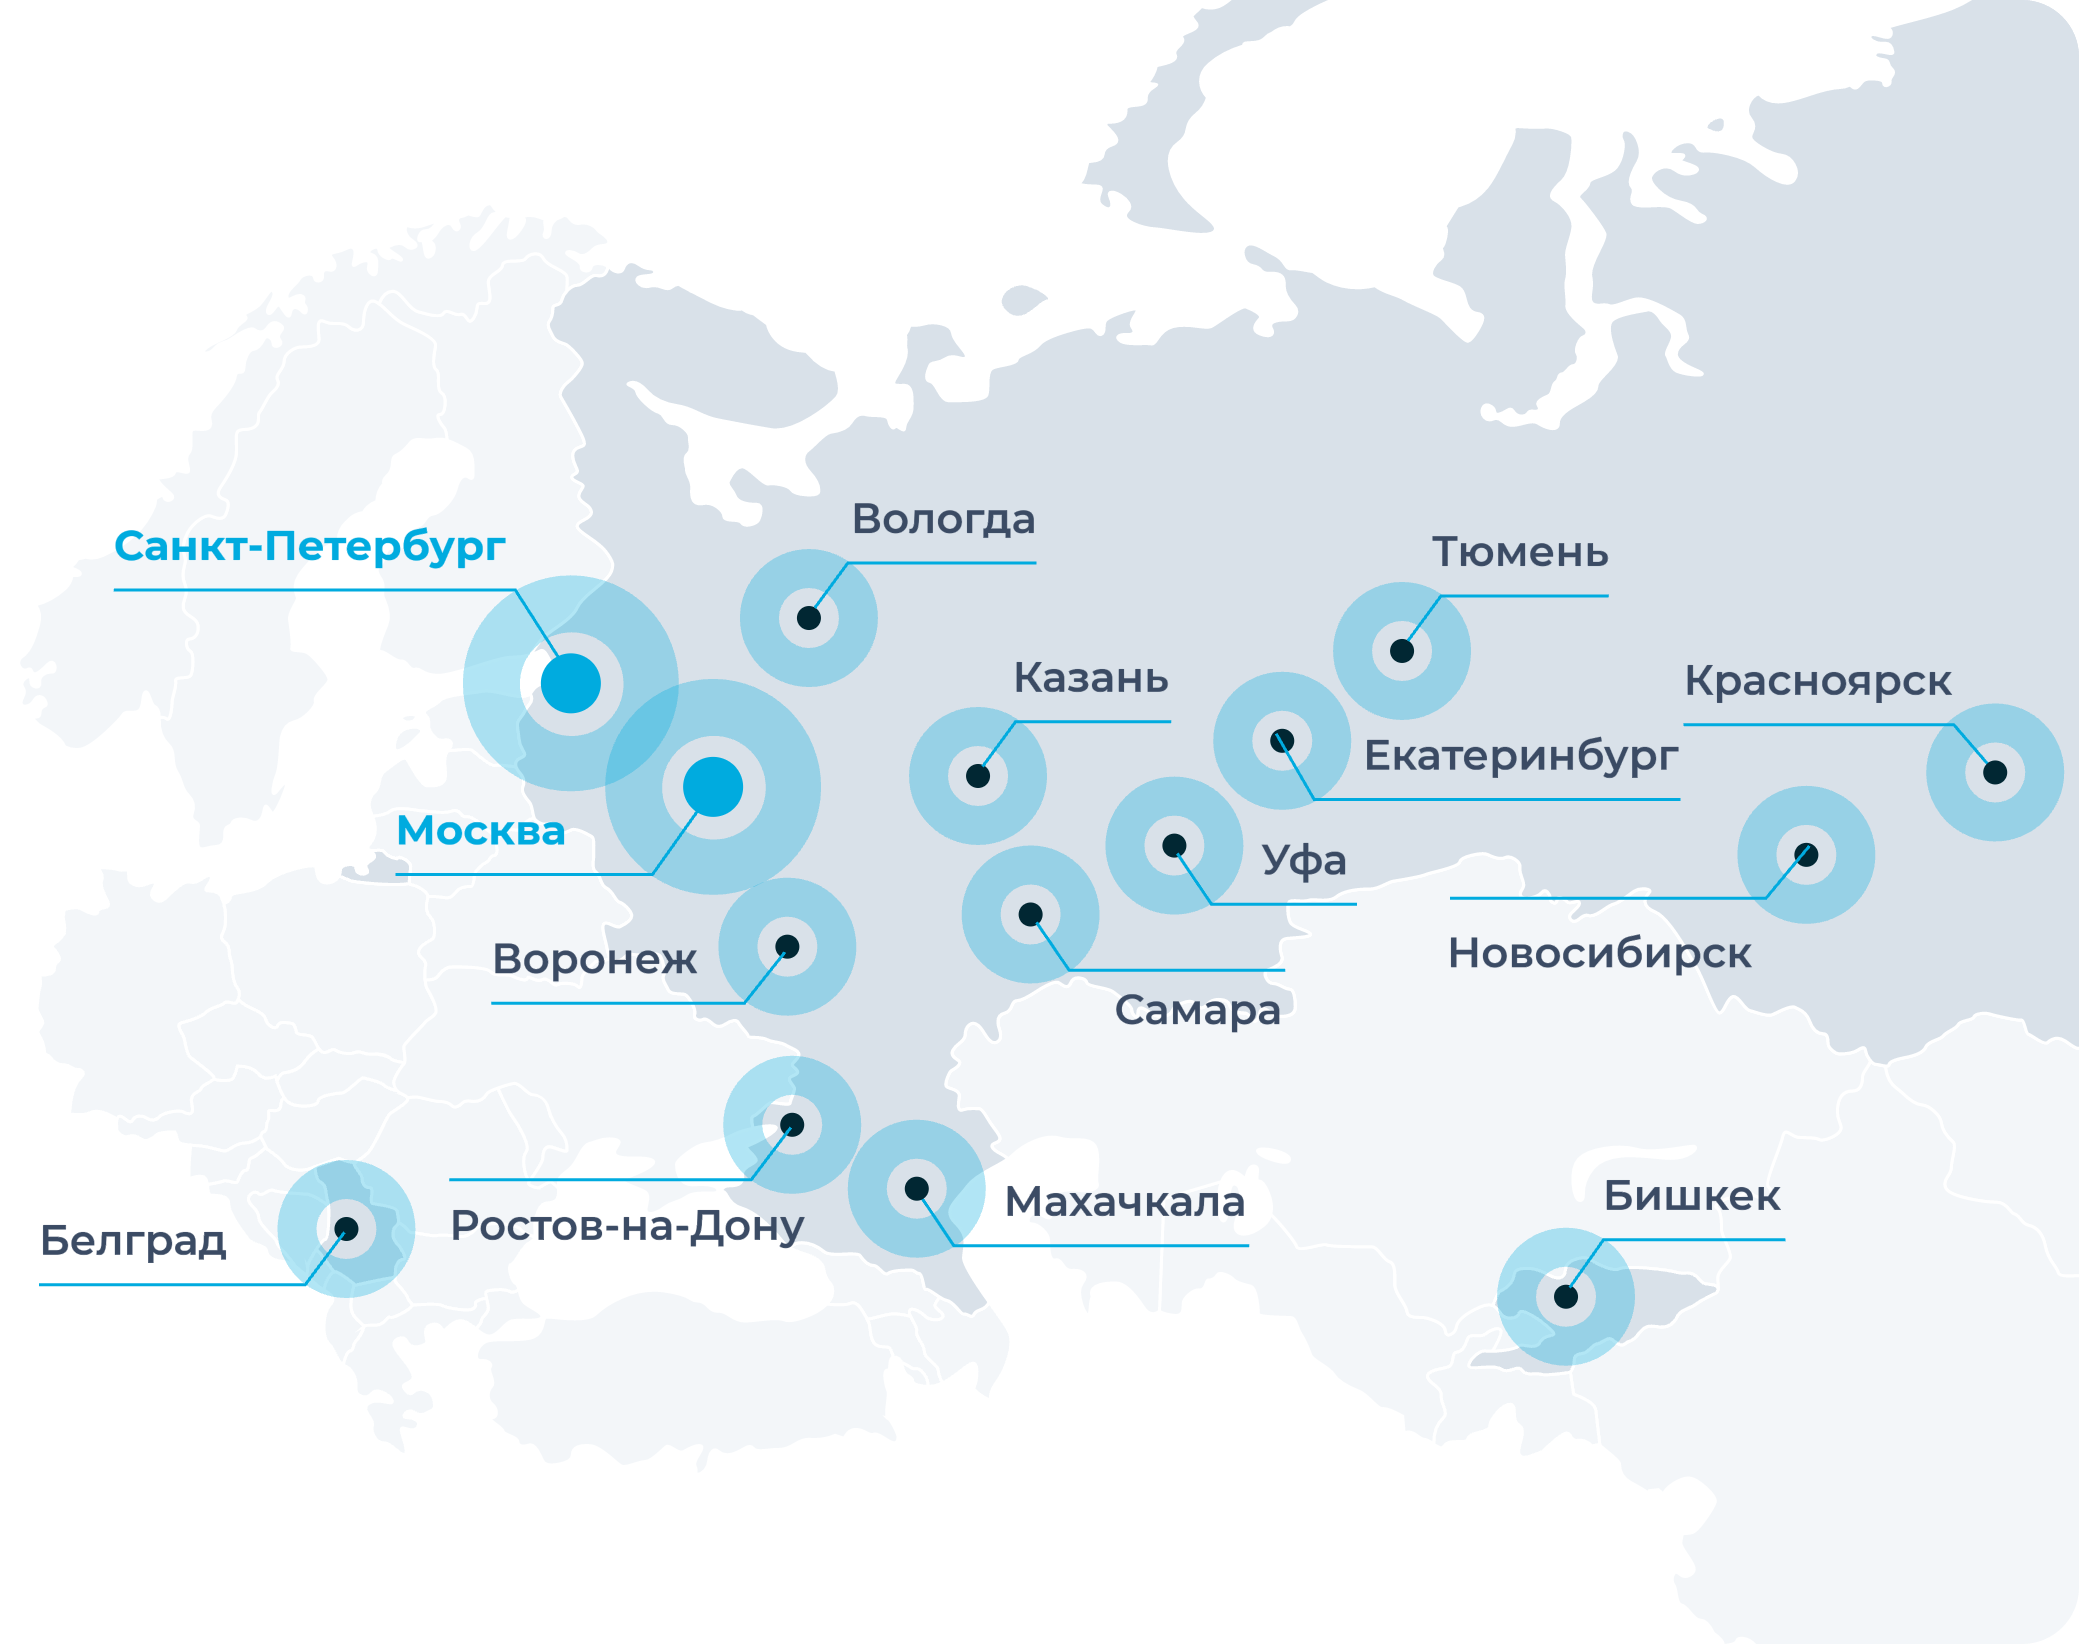 Вологда
Санкт-Петербург
Тюмень
Казань
Красноярск
Екатеринбург
Москва
Уфа
Новосибирск
Воронеж
Самара
Бишкек
Махачкала
Ростов-на-Дону
Белград